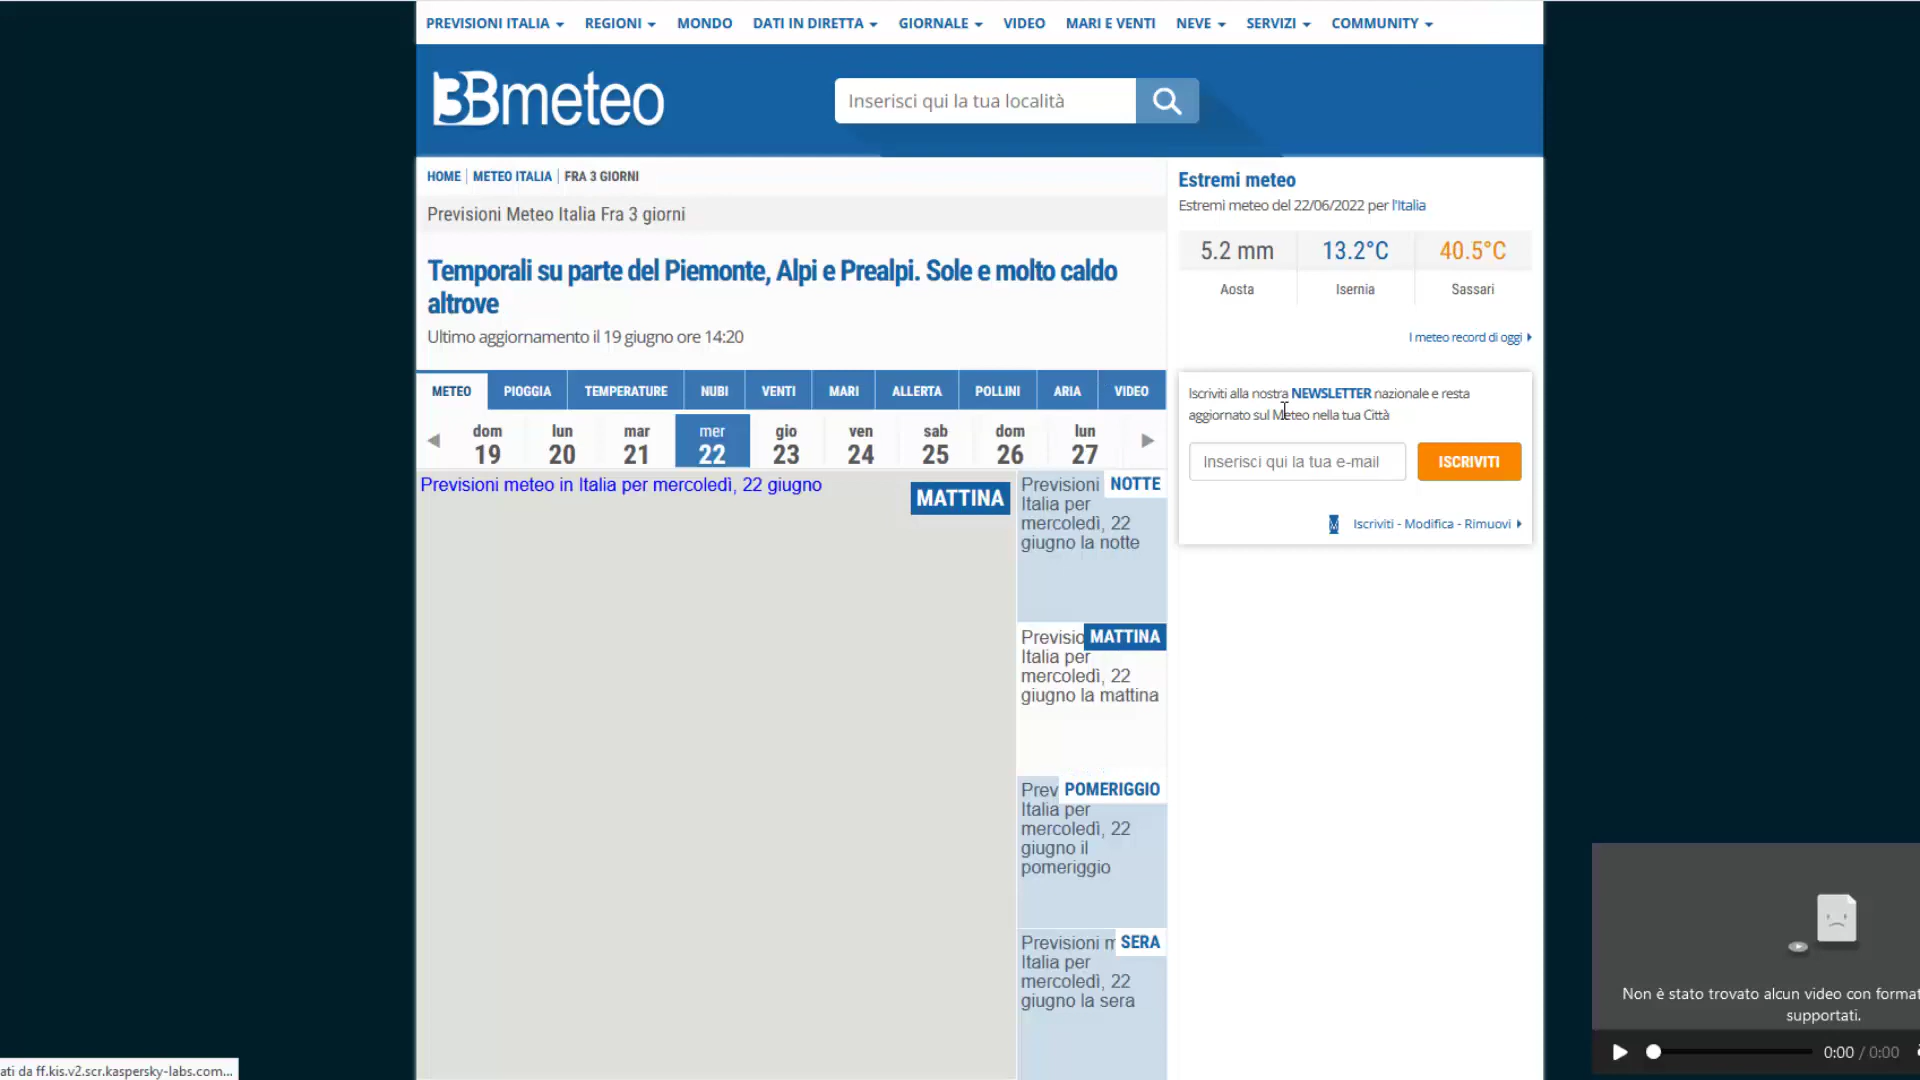 PREVISIONI ITALIA REGIONI MONDO DATI IN DIRETTA GIORNALE VIDEO MARI E VENTI NEVE SERVIZI COMMUNITY
3Bmeteo
Inserisci qui la tua località
HOME METEO ITALIA FRA 3 GIORNI
Previsioni Meteo Italia Fra 3 giorni
Temporali su parte del Piemonte, Alpi e Prealpi. Sole e molto caldo
altrove
Ultimo aggiornamento il 19 giugno ore 14:20
METEO PIOGGIA TEMPERATURE NUBI VENTI MARI ALLERTA POLLINI ARIA VIDEO
dom lun mar mer gio ven sab dom lun
19 20 21 22 23 24 25 26 27
Previsioni meteo in Italia per mercoledì, 22 giugno
MATTINA
Previsioni NOTTE
Italia per
mercoledì, 22
giugno la notte
Previsio MATTINA
Italia per
mercoledì, 22
giugno la mattina
Prev POMERIGGIO
Italia per
mercoledì, 22
giugno il
pomeriggio
Previsioni m SERA
Italia per
mercoledì, 22
giugno la sera
Estremi meteo
Estremi meteo del 22/06/2022 per l'Italia
5.2 mm 13.2°C 40.5°C
Aosta Isernia Sassari
I meteo record di oggi
Iscriviti alla nostra NEWSLETTER nazionale e resta
aggiornato sul Meteo nella tua Città
Inserisci qui la tua e-mail ISCRIVITI
Iscriviti - Modifica - Rimuovi
Non è stato trovato alcun video con format
supportati.
0:00 / 0:00
ati da ff.kis.v2.scr.kaspersky-labs.com...